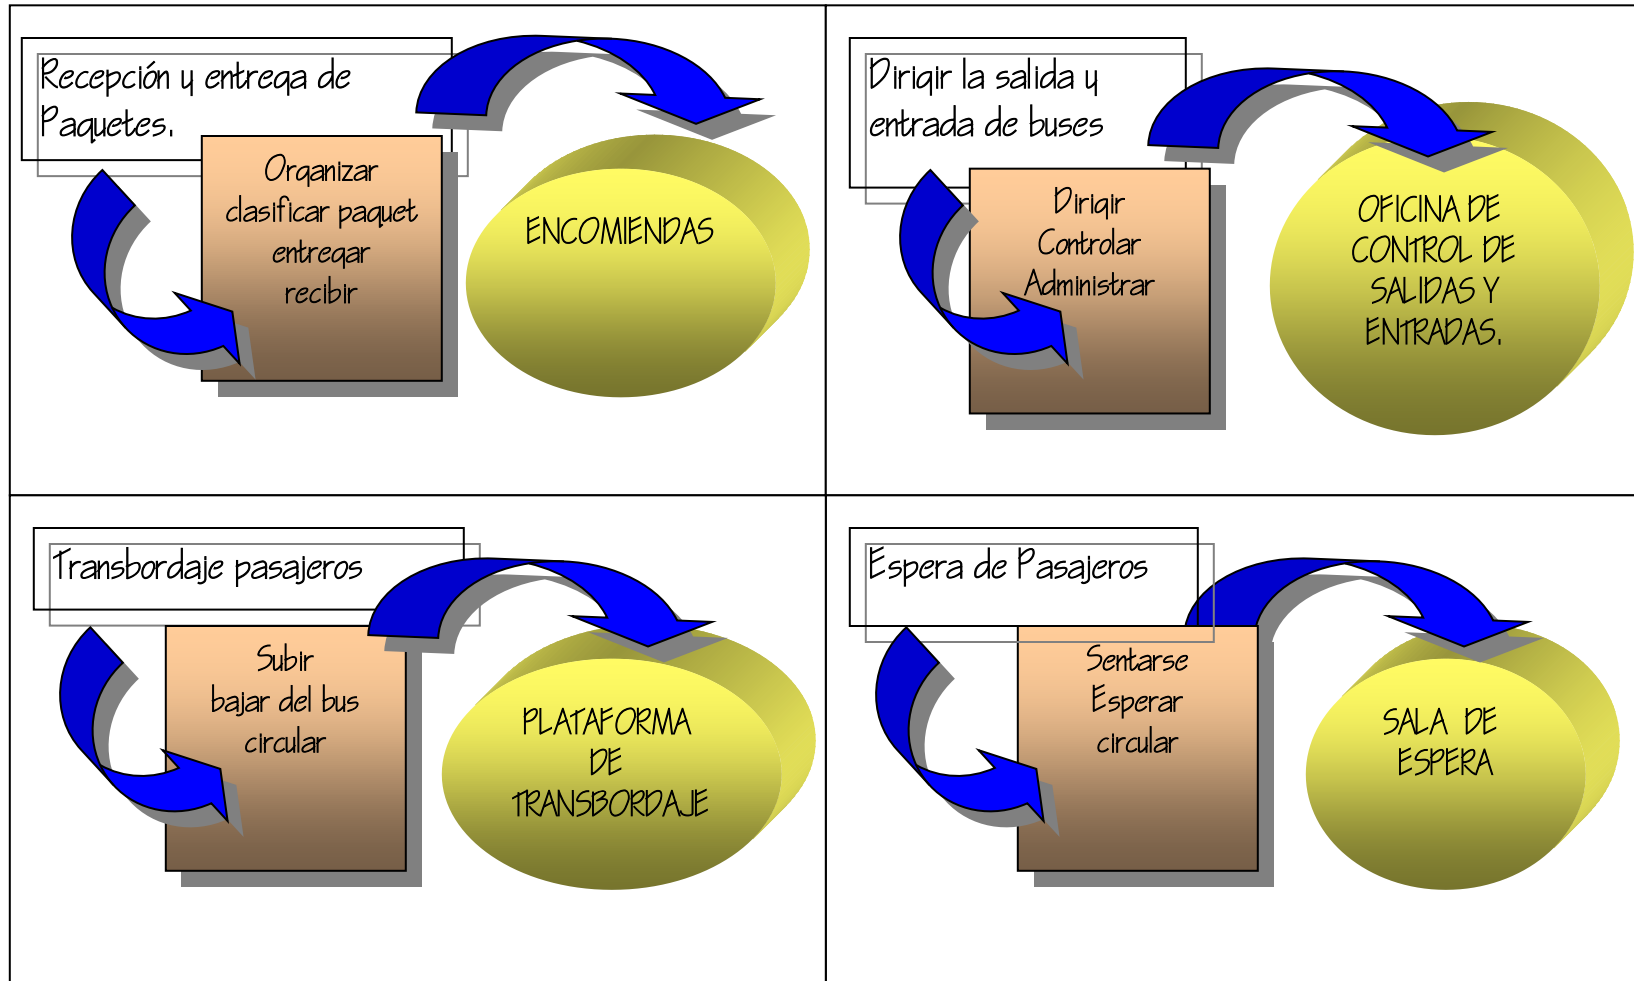 Recepción y entrega de
Paquetes.
Organizar
clasificar paquet
entregar
recibir
ENCOMIENDAS
Dirigir la salida y
entrada de buses
Dirigir
Controlar
Administrar
OFICINA DE
CONTROL DE
SALIDAS Y
ENTRADAS.
Transbordaje pasajeros
Subir
bajar del bus
circular
PLATAFORMA
DE
TRANSBORDAJE
Espera de Pasajeros
Sentarse
Esperar
circular
SALA DE
ESPERA